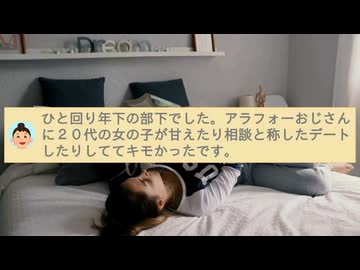 Dream
ひと回り年下の部下でした。アラフォーおじさん
に２０代の女の子が甘えたり相談と称したデート
したりしててキモかったです。